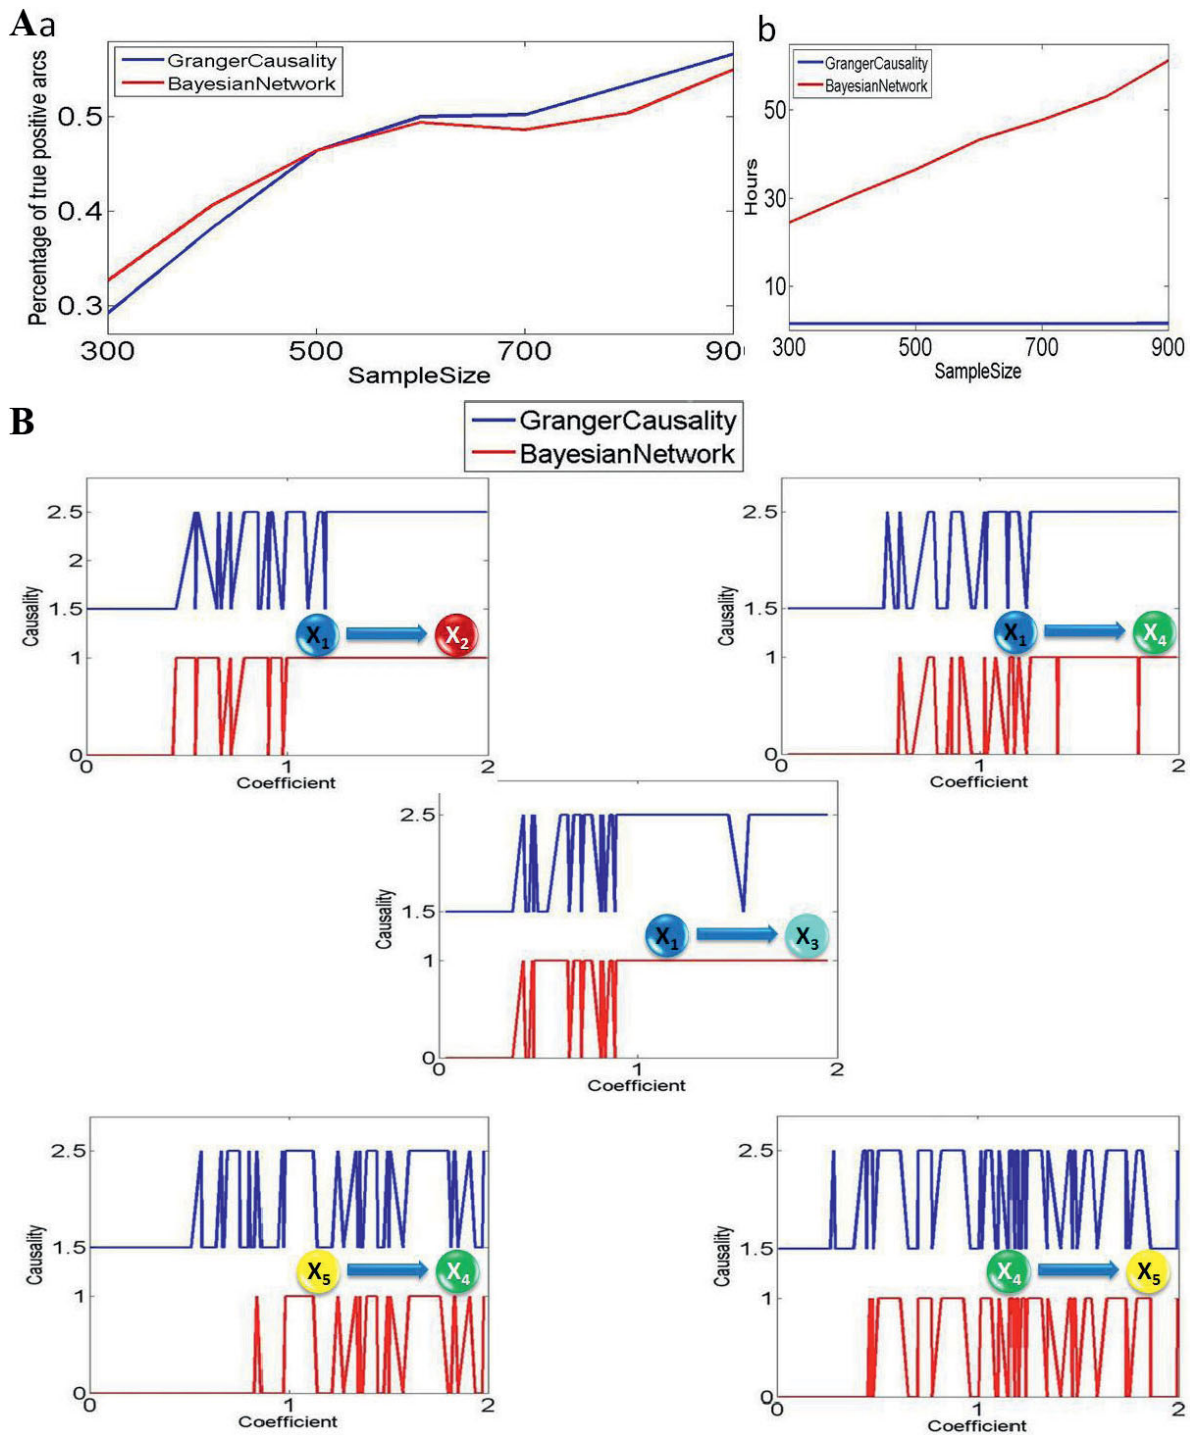 Aa
GrangerCausality
BayesianNetwork
Percentage of true positive arcs
0.5
0.4
0.3
300 500 700 90
SampleSize
b
GrangerCausality
BayesianNetwork
Hours
50
30
10
300 500 700 900
SampleSize
B
GrangerCausality
BayesianNetwork
Causality
2.5
2
1.5
1
0
X1 X2
0 1 2
Coefficient
Causality
2.5
1.5
1
0
X1 X4
0 1 2
Coefficient
Causality
2.5
1.5
1
0
X1 X3
0 1 2
Coefficient
Causality
2.5
1.5
1
0
X5 X4
0 1 2
Coefficient
Causality
2.5
1.5
1
0
X4 X5
0 1 2
Coefficient